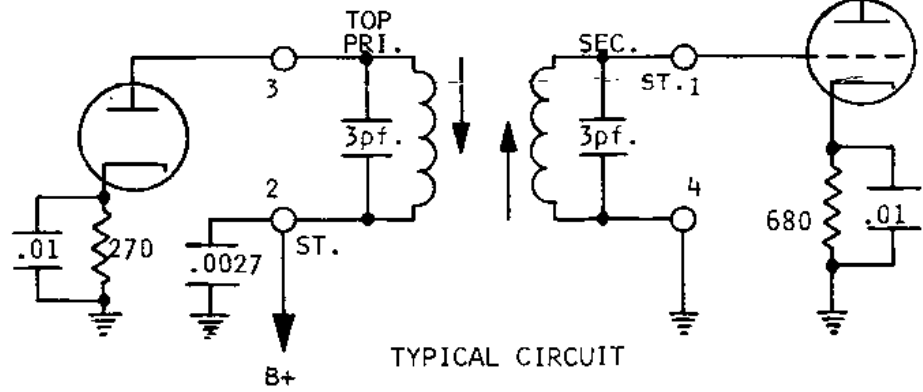 TOP
PRI.
SEC.
3
ST.1
3pf.
3pf.
2
4
ST.
.01
270
.0027
680
.01
TYPICAL CIRCUIT
B+